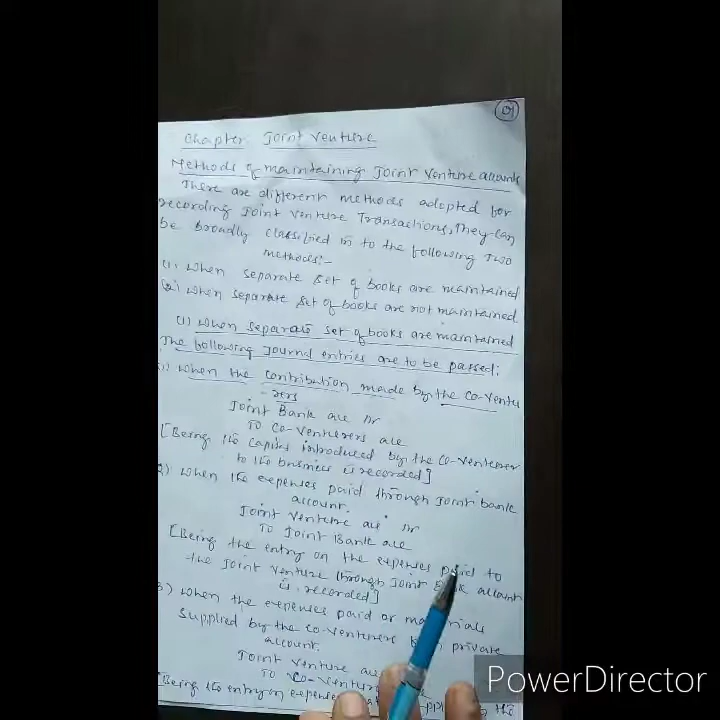 01
Chapter Joint Venture
Methods of maintaining Joint Venture accounts
There are different methods adopted for
recording Joint Venture Transactions, They can
be broadly classified in to the following Two
methods:-
(1. When separate set of books are maintained
(2) When separate set of books are not maintained.
(1) When separate set of books are maintained
The following Journal entries are to be passed:
1) When the contribution made by the Co-Ventu
-rers
Joint Bank a/c Dr
To Co-Venturers a/c
[Being the Capital introduced by the Co-Venturer
to the business is recorded]
2) When the expenses paid through Joint bank
account.
Joint Venture a/c Dr
To Joint Bank a/c
[Being the entry on the expenses paid to
the Joint Venture through Joint account
is recorded]
3) When the expenses paid or
supplied by the Co-Venturers private
account.
Joint Venture a/c
To
[Being the entry on the
PowerDirector